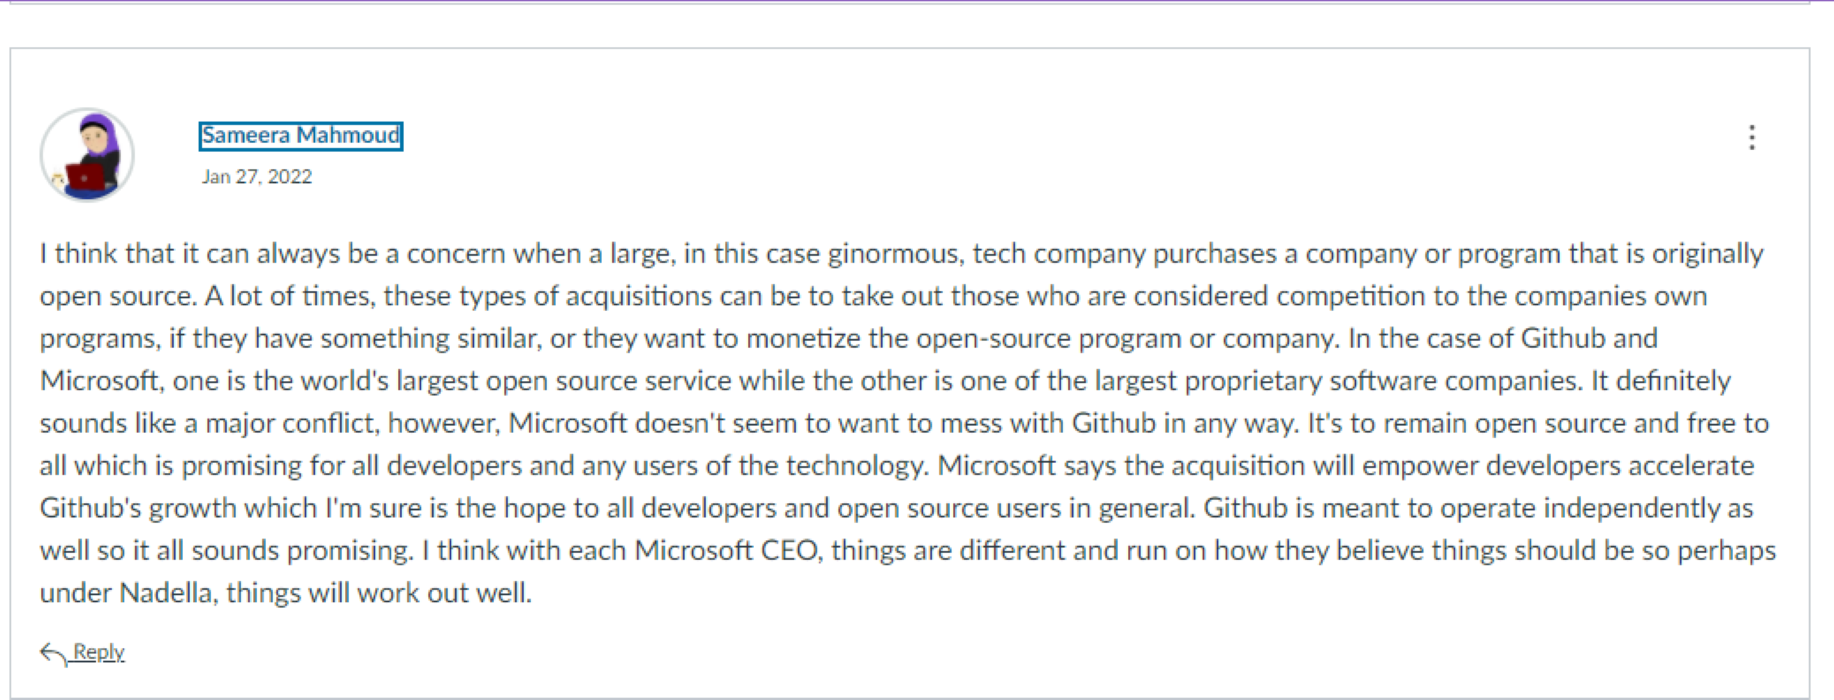 Sameera Mahmoud
Jan 27, 2022
I think that it can always be a concern when a large, in this case ginormous, tech company purchases a company or program that is originally
open source. A lot of times, these types of acquisitions can be to take out those who are considered competition to the companies own
programs, if they have something similar, or they want to monetize the open-source program or company. In the case of Github and
Microsoft, one is the world's largest open source service while the other is one of the largest proprietary software companies. It definitely
sounds like a major conflict, however, Microsoft doesn't seem to want to mess with Github in any way. It's to remain open source and free to
all which is promising for all developers and any users of the technology. Microsoft says the acquisition will empower developers accelerate
Github's growth which I'm sure is the hope to all developers and open source users in general. Github is meant to operate independently as
well so it all sounds promising. I think with each Microsoft CEO, things are different and run on how they believe things should be so perhaps
under Nadella, things will work out well.
Reply